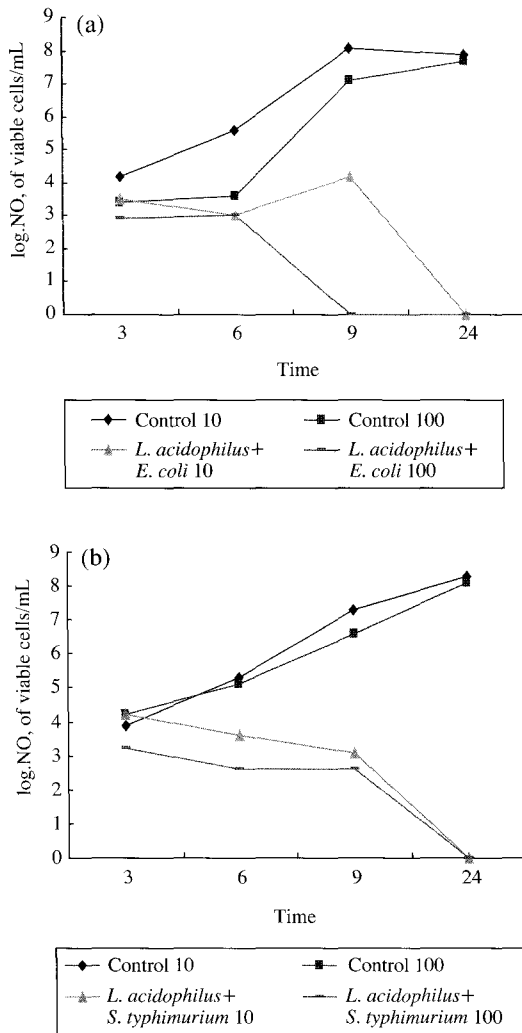 (a)
9
8
7
6
5
4
3
2
1
0
log.NO, of viable cells/mL
3 6 9 24
Time
Control 10 Control 100
L. acidophilus+ L. acidophilus+
E. coli 10 E. coli 100
(b)
9
8
7
6
5
4
3
2
1
0
log.NO, of viable cells/mL
3 6 9 24
Time
Control 10 Control 100
L. acidophilus+ L. acidophilus+
S. typhimurium 10 S. typhimurium 100